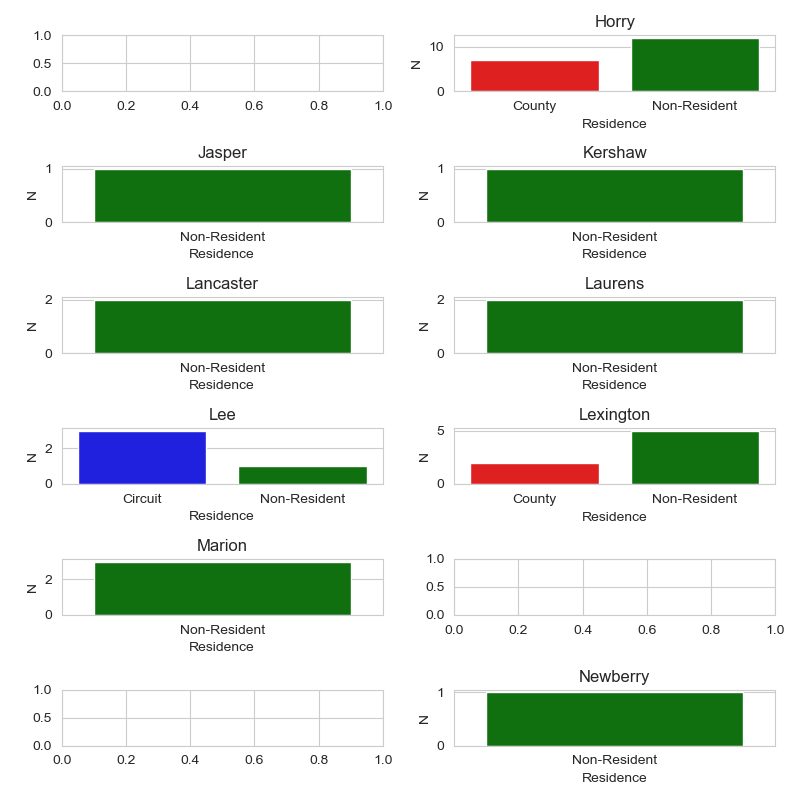 1.0
0.5
0.0
0.0 0.2 0.4 0.6 0.8 1.0
Horry
10
0
N
County Non-Resident
Residence
Jasper
1
0
N
Non-Resident
Residence
Kershaw
1
0
N
Non-Resident
Residence
Lancaster
2
0
N
Non-Resident
Residence
Laurens
2
0
N
Non-Resident
Residence
Lee
2
0
N
Circuit Non-Resident
Residence
Lexington
5
0
N
County Non-Resident
Residence
Marion
2
0
N
Non-Resident
Residence
1.0
0.5
0.0
0.0 0.2 0.4 0.6 0.8 1.0
1.0
0.5
0.0
0.0 0.2 0.4 0.6 0.8 1.0
Newberry
1
0
N
Non-Resident
Residence